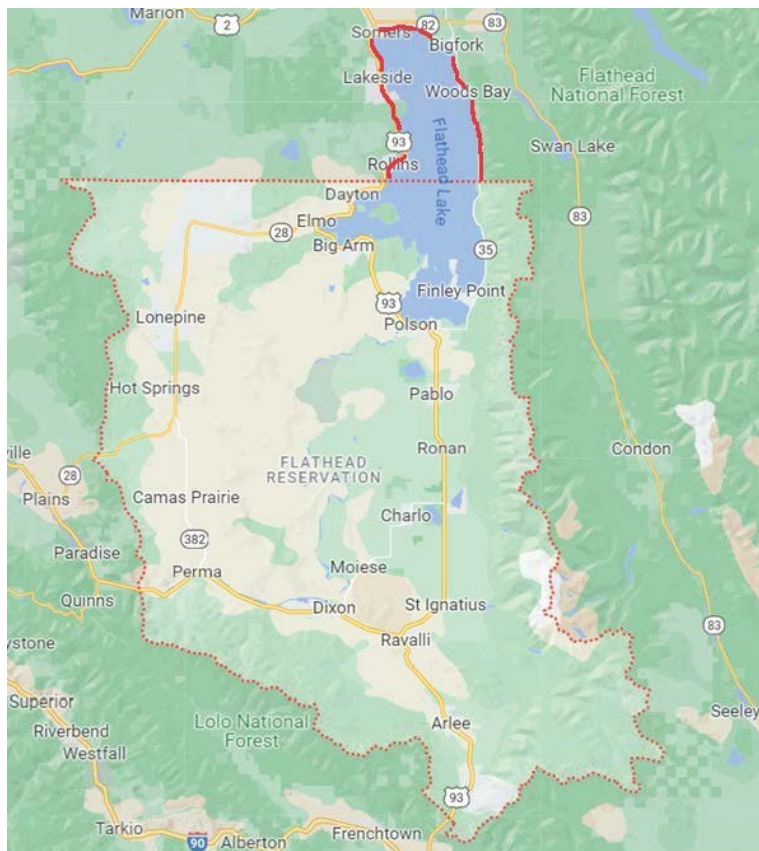 Marion
2
82
83
Somers
Bigfork
Lakeside
Woods Bay
Flathead
National Forest
93
Flathead Lake
Swan Lake
Rollins
Dayton
83
Elmo
28
Big Arm
35
Finley Point
93
Lonepine
Polson
Hot Springs
Pablo
ville
Ronan
Condon
FLATHEAD
RESERVATION
28
Plains
Camas Prairie
Charlo
382
Paradise
Moiese
Perma
Quinns
Dixon
St Ignatius
83
ystone
Ravalli
Superior
Seeley
Lolo National
Forest
Arlee
Riverbend
Westfall
93
Tarkio
90
Alberton
Frenchtown